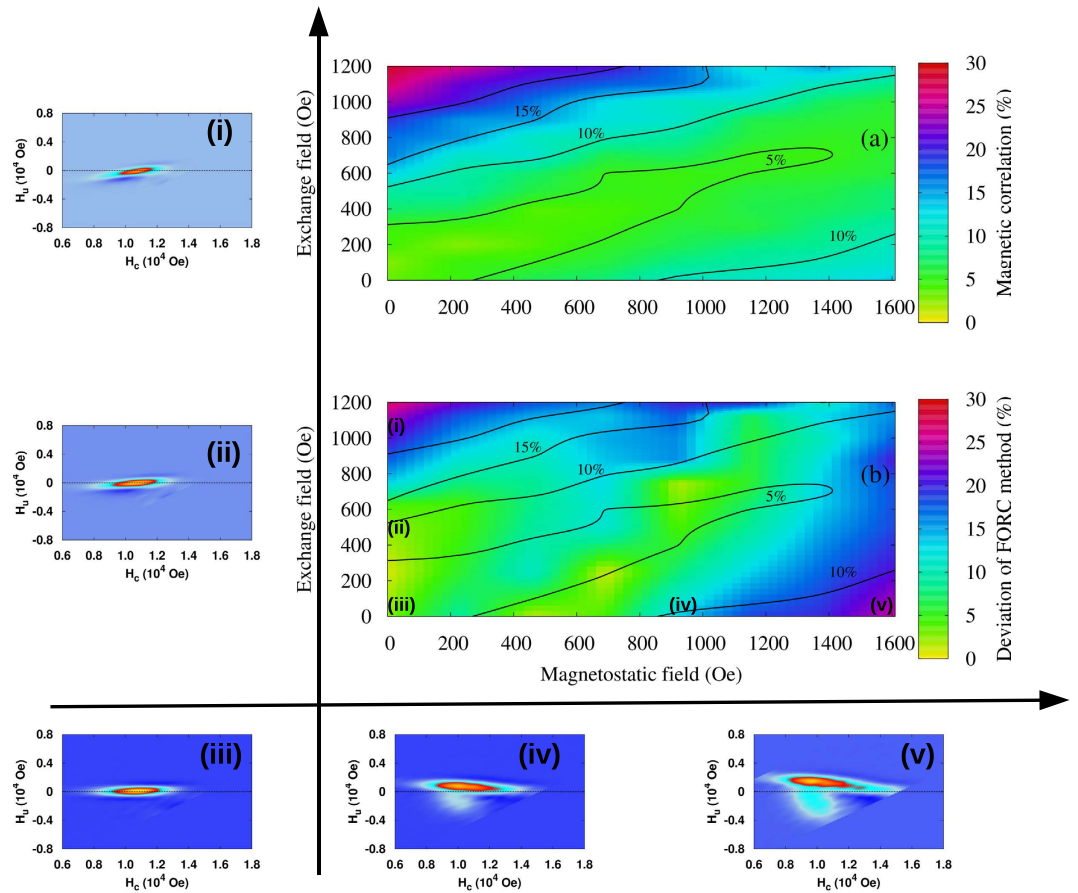 (i)
0.8
0.4
0
-0.4
-0.8
H_u (10^4 Oe)
0.6 0.8 1.0 1.2 1.4 1.6 1.8
H_c (10^4 Oe)
1200
1000
800
600
400
200
0
Exchange field (Oe)
15%
10%
5%
10%
(a)
0 200 400 600 800 1000 1200 1400 1600
30
25
20
15
10
5
0
Magnetic correlation (%)
(ii)
0.8
0.4
0
-0.4
-0.8
H_u (10^4 Oe)
0.6 0.8 1.0 1.2 1.4 1.6 1.8
H_c (10^4 Oe)
1200
1000
800
600
400
200
0
Exchange field (Oe)
(i)
15%
10%
5%
(b)
(ii)
10%
(iii) (iv) (v)
0 200 400 600 800 1000 1200 1400 1600
Magnetostatic field (Oe)
30
25
20
15
10
5
0
Deviation of FORC method (%)
(iii)
0.8
0.4
0
-0.4
-0.8
H_u (10^4 Oe)
0.6 0.8 1.0 1.2 1.4 1.6 1.8
H_c (10^4 Oe)
(iv)
0.8
0.4
0
-0.4
-0.8
H_u (10^4 Oe)
0.6 0.8 1.0 1.2 1.4 1.6 1.8
H_c (10^4 Oe)
(v)
0.8
0.4
0
-0.4
-0.8
H_u (10^4 Oe)
0.6 0.8 1.0 1.2 1.4 1.6 1.8
H_c (10^4 Oe)